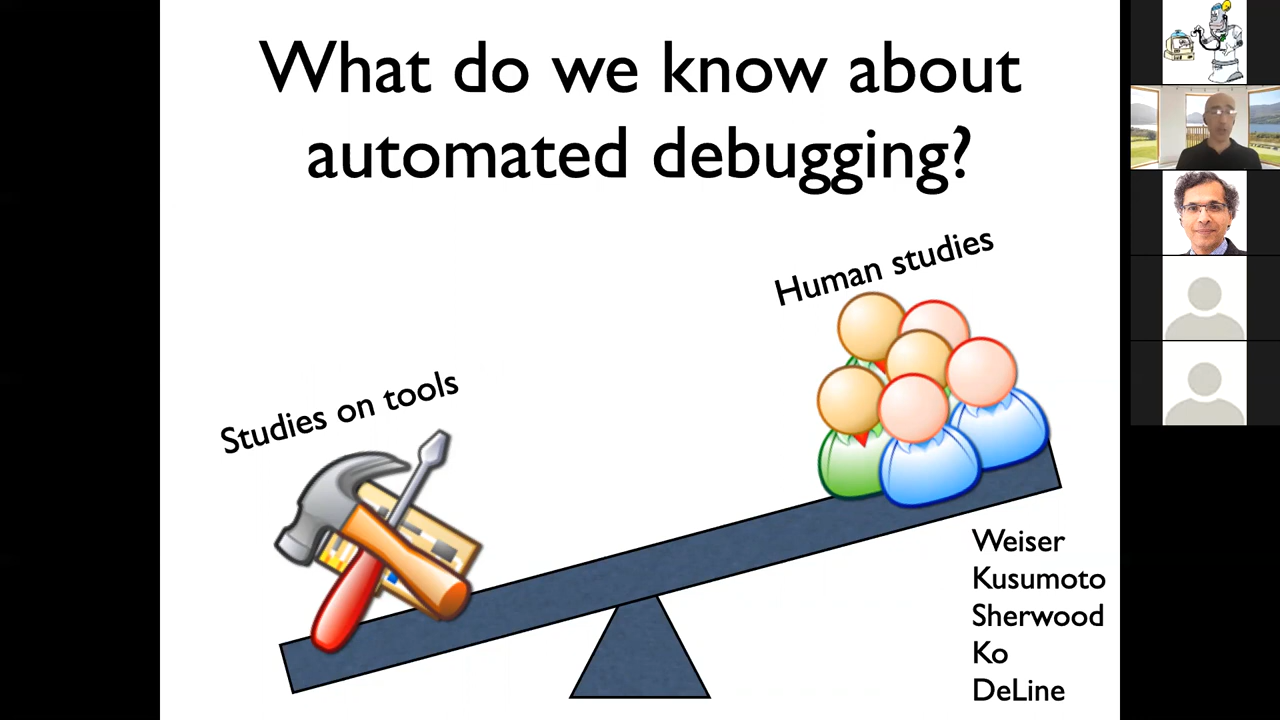 What do we know about
automated debugging?
Human studies
Studies on tools
Weiser
Kusumoto
Sherwood
Ko
DeLine